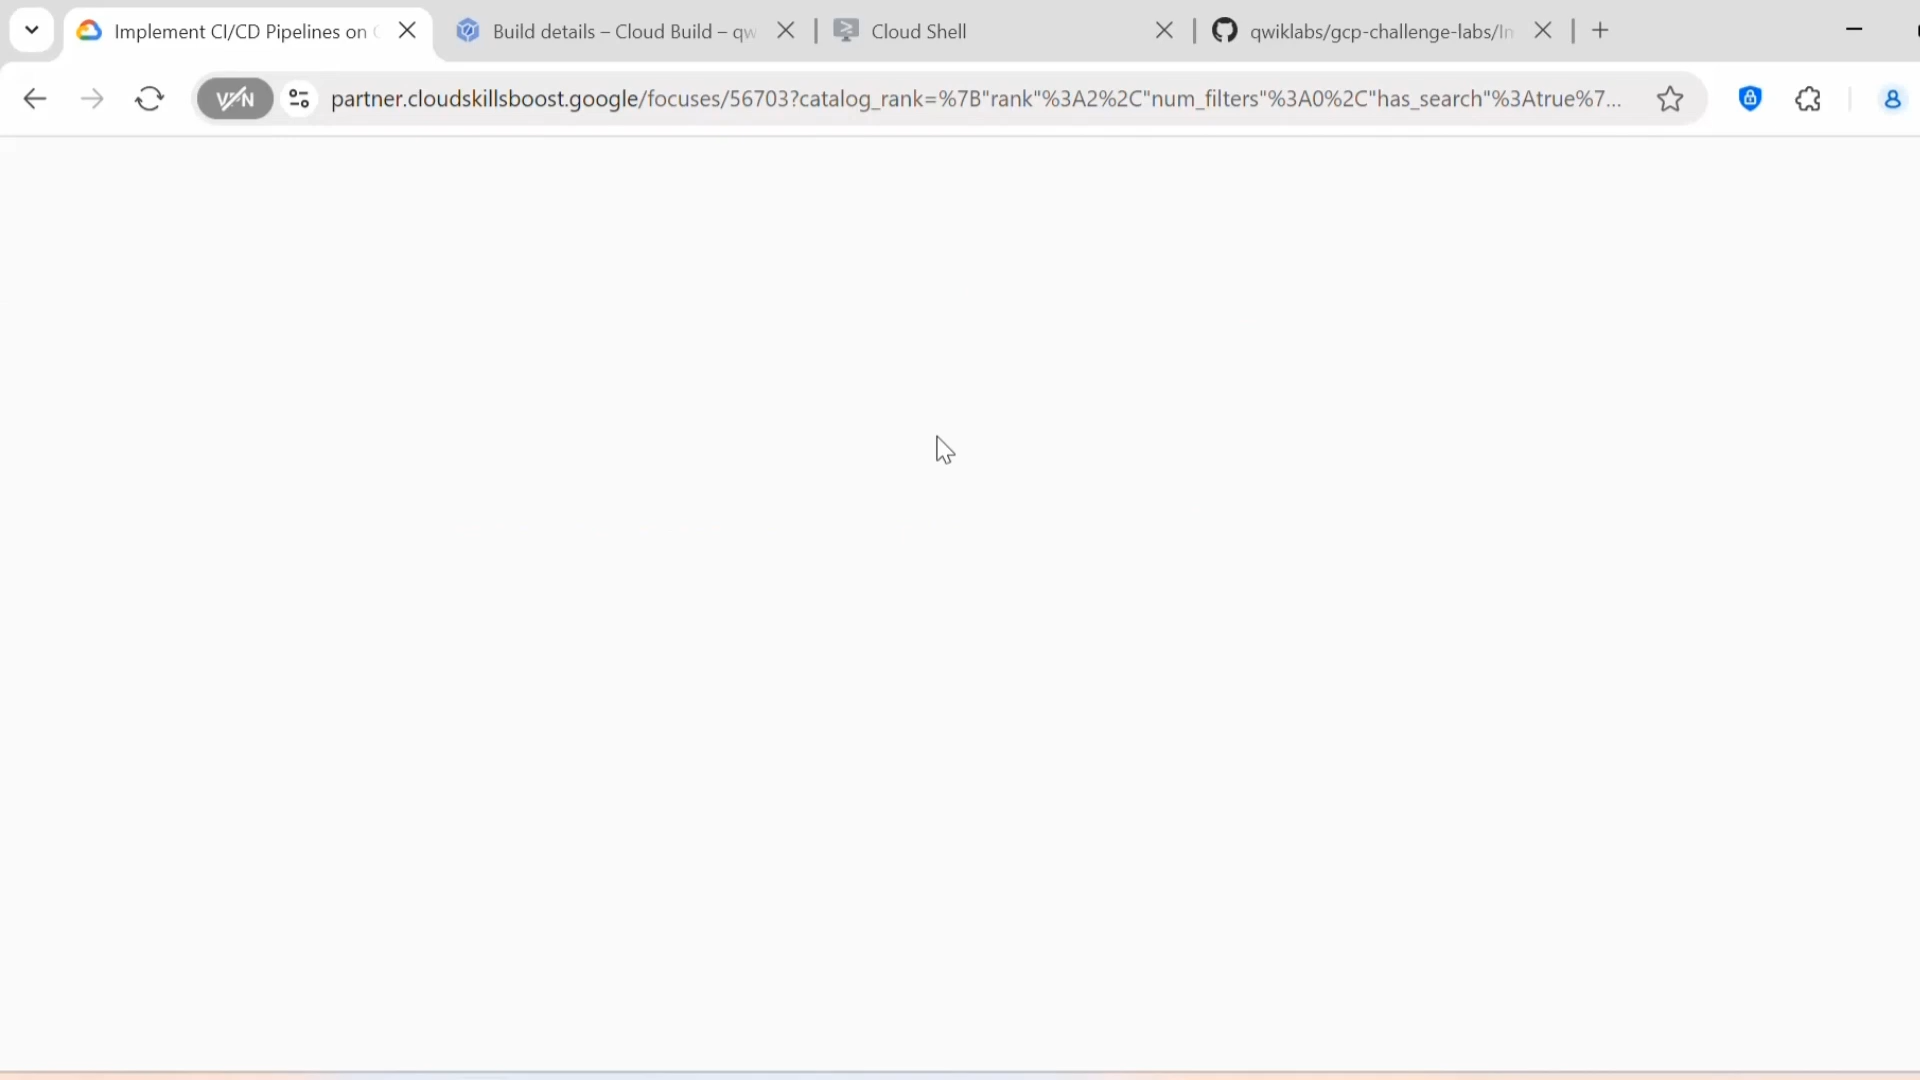 Implement CI/CD Pipelines on
Build details – Cloud Build – qw
Cloud Shell
qwiklabs/gcp-challenge-labs/In
VPN
partner.cloudskillsboost.google/focuses/56703?catalog_rank=%7B"rank"%3A2%2C"num_filters"%3A0%2C"has_search"%3Atrue%7...